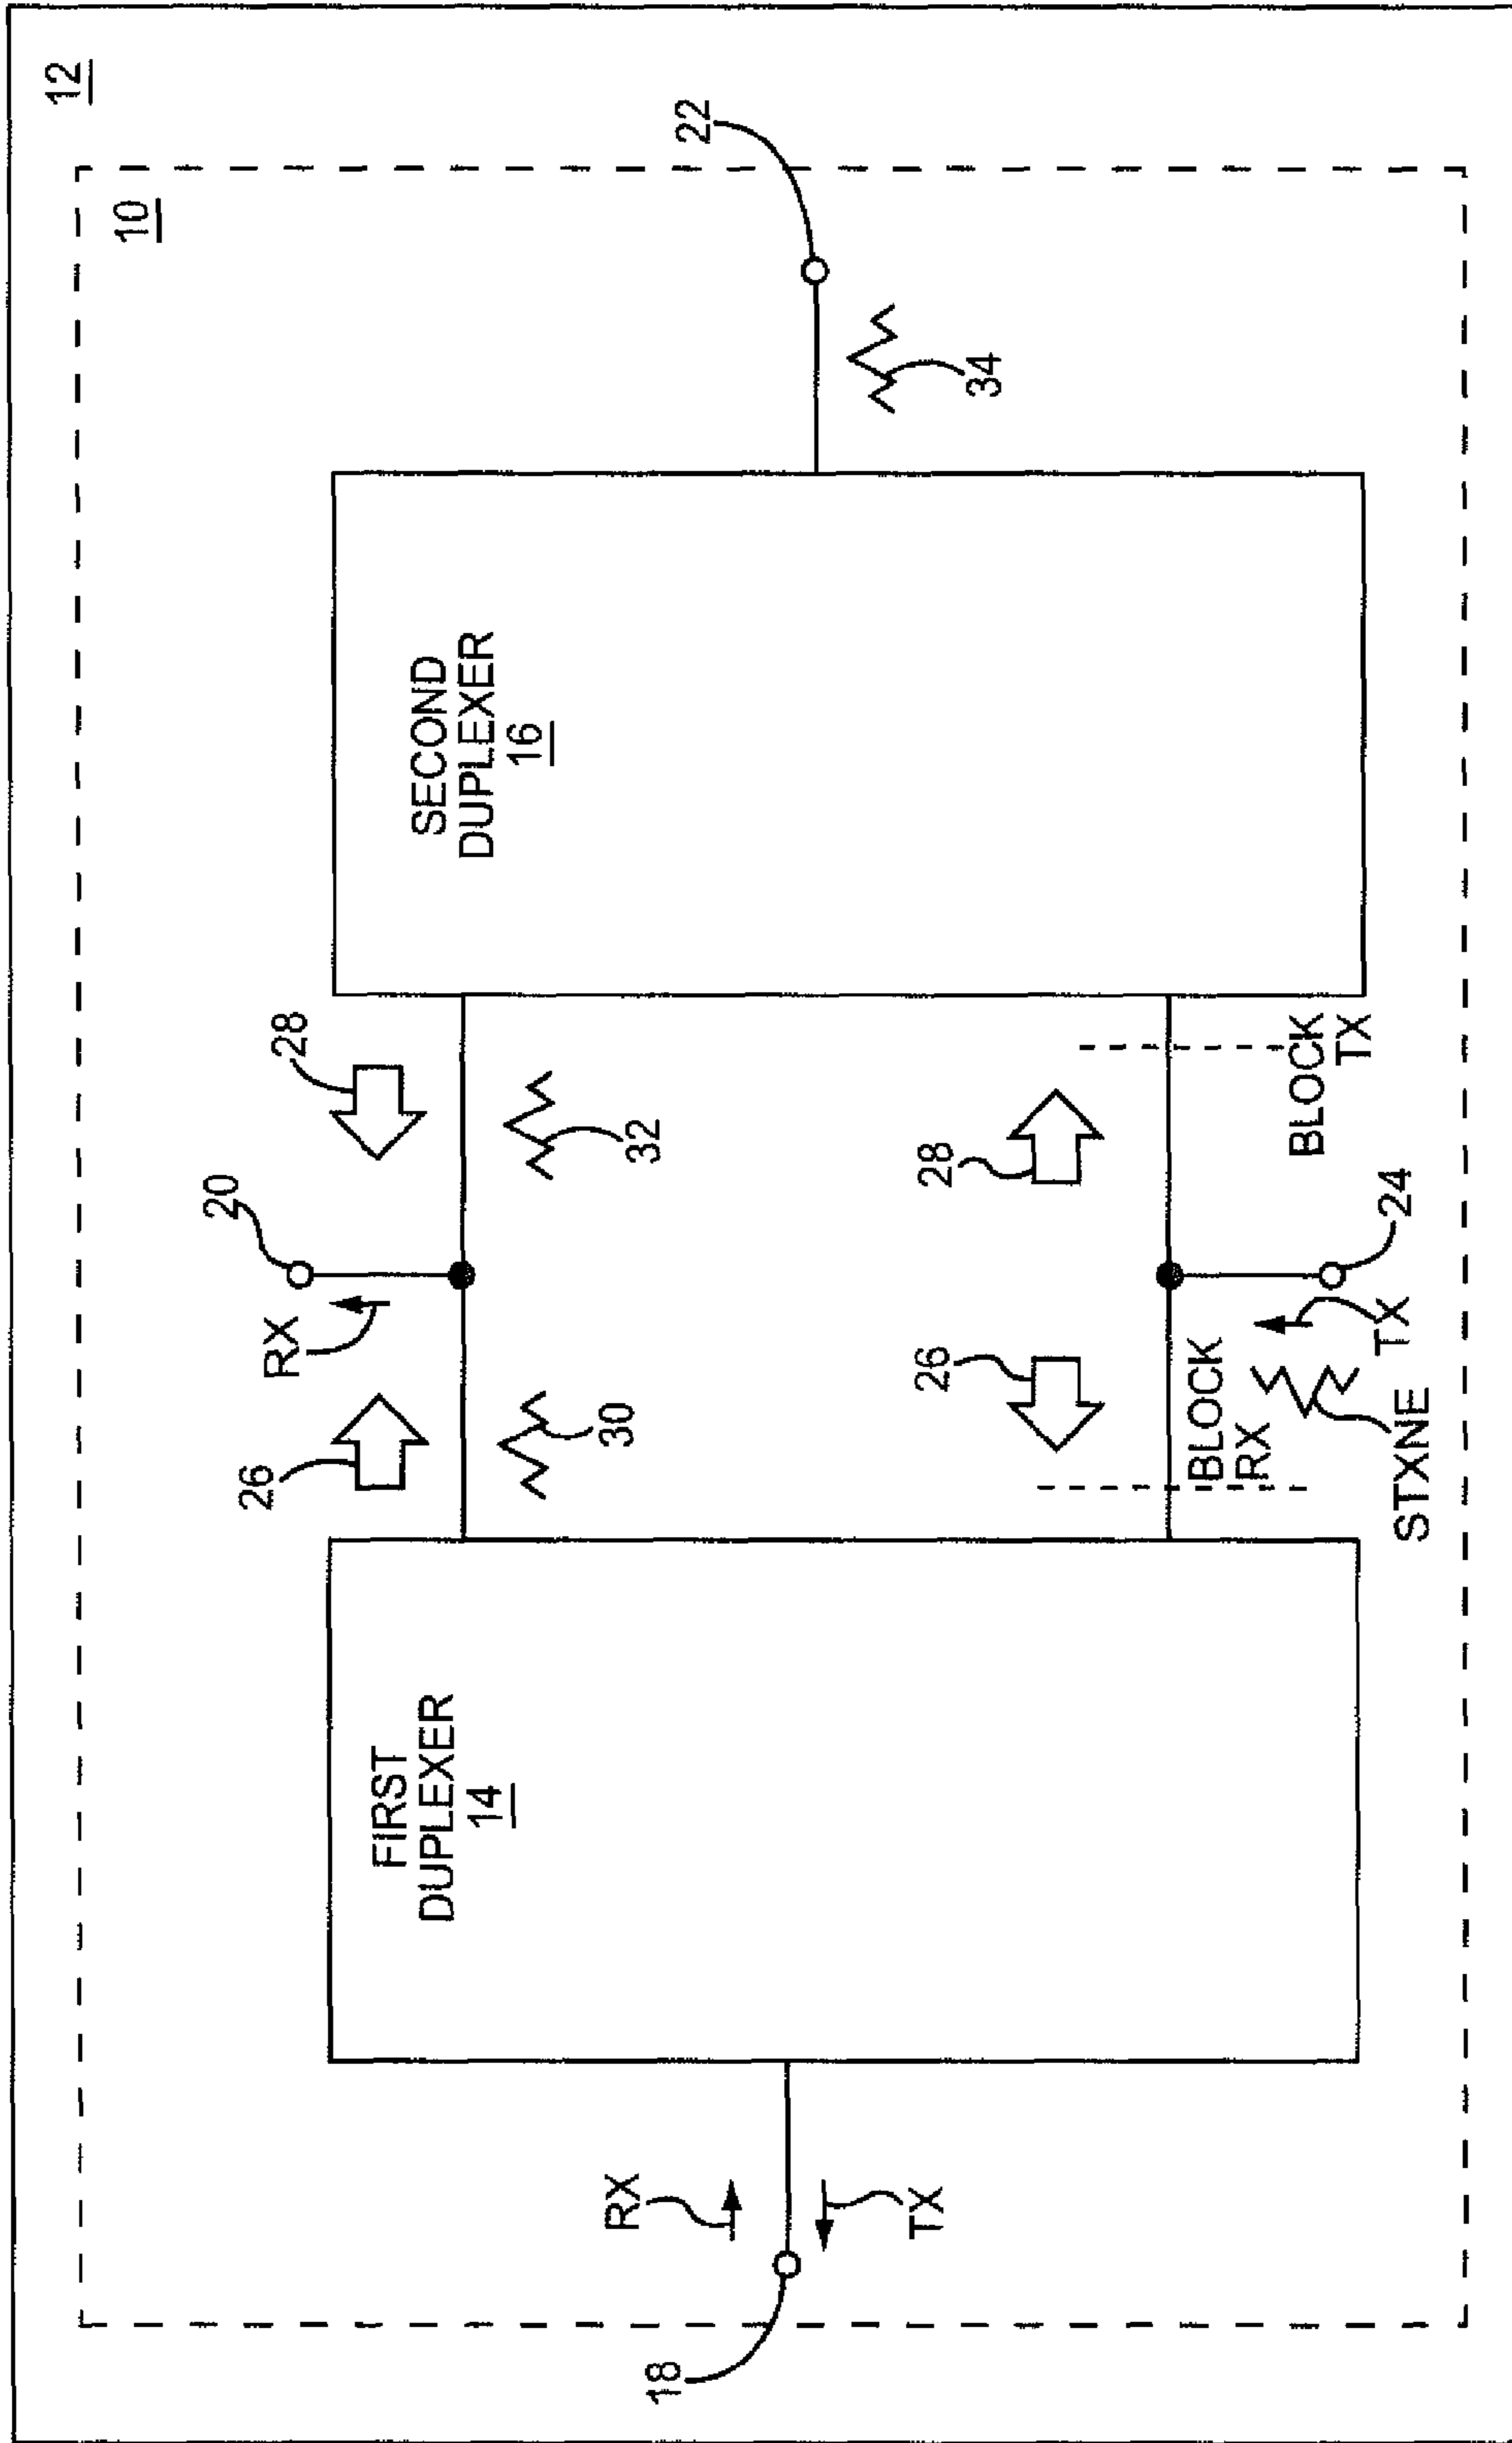 12
10
22
34
SECOND
DUPLEXER
16
28
32
20
RX
26
30
28
BLOCK
TX
24
TX
26
BLOCK
RX
STXNE
FIRST
DUPLEXER
14
RX
TX
18